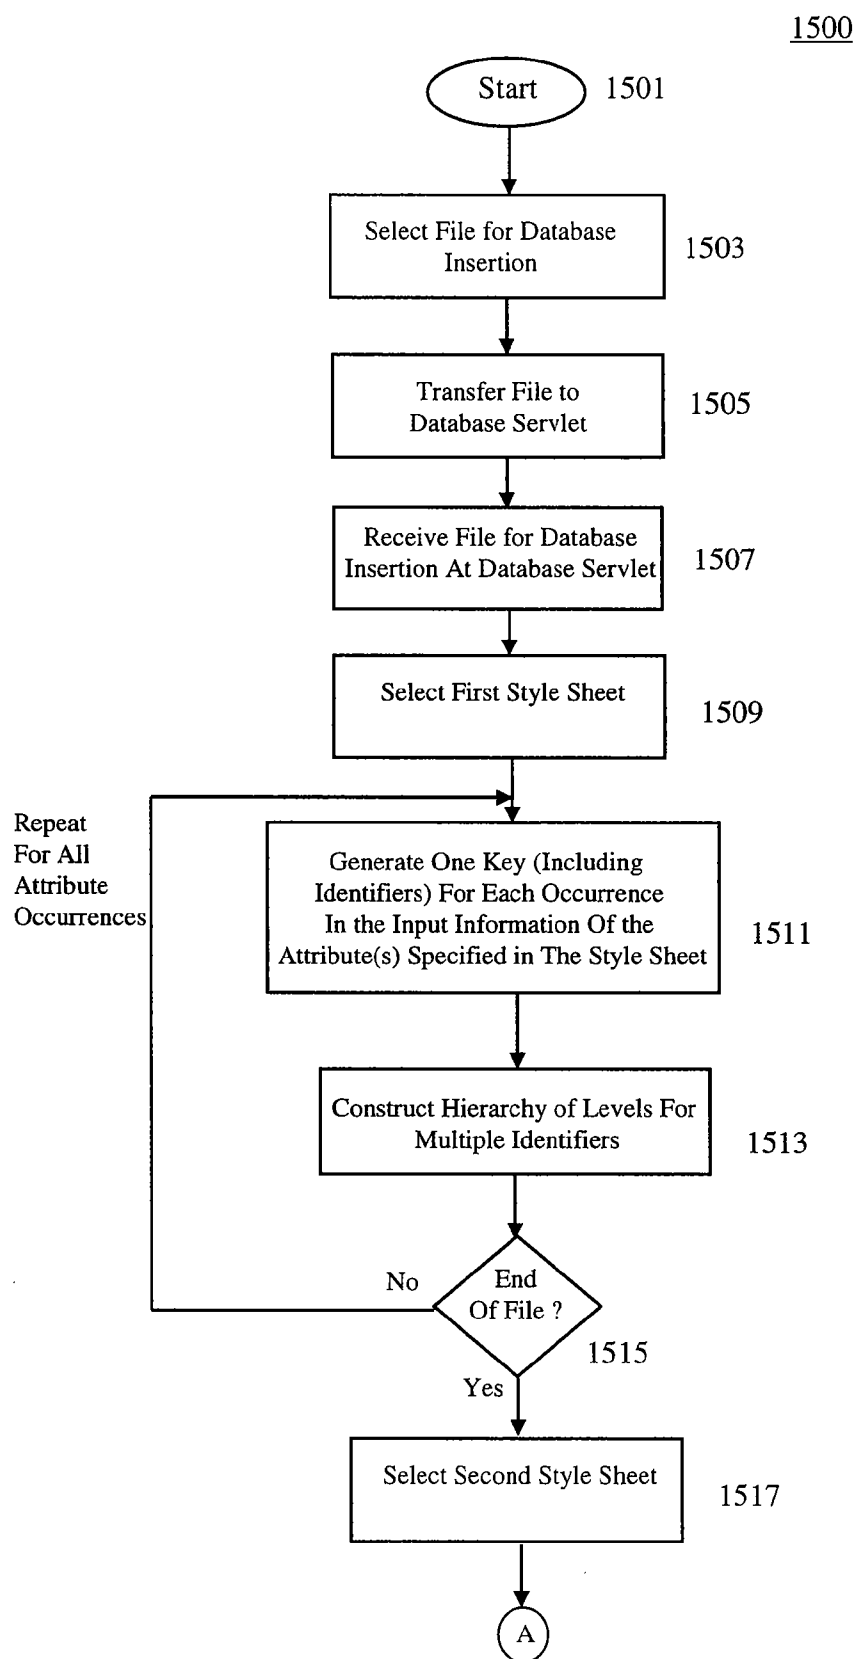 1500
Start
1501
Select File for Database
Insertion
1503
Transfer File to
Database Servlet
1505
Receive File for Database
Insertion At Database Servlet
1507
Select First Style Sheet
1509
Repeat
For All
Attribute
Occurrences
Generate One Key (Including
Identifiers) For Each Occurrence
In the Input Information Of the
Attribute(s) Specified in The Style Sheet
1511
Construct Hierarchy of Levels For
Multiple Identifiers
1513
No
End
Of File ?
1515
Yes
Select Second Style Sheet
1517
A